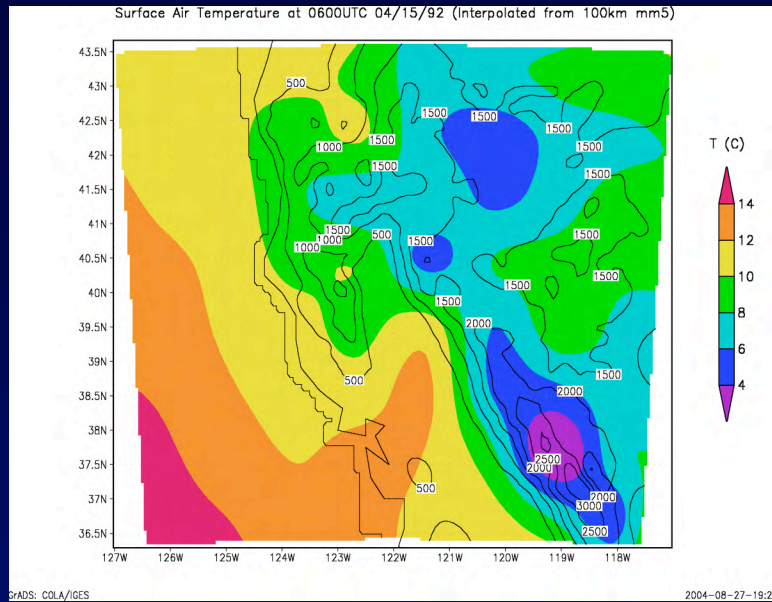 Surface Air Temperature at 0600UTC 04/15/92 (Interpolated from 100km mm5)
43.5N
43N
42.5N
42N
41.5N
41N
40.5N
40N
39.5N
39N
38.5N
38N
37.5N
37N
36.5N
127W 126W 125W 124W 123W 122W 121W 120W 119W 118W
500
1500
1500
1500
1500
1000
1500
1500
1500
1500
1000
1000
500
1500
1500
1500
1500
1500
2000
500
1500
2000
2500
2000
500
2000
3000
2500
T (C)
14
12
10
8
6
4
GrADS: COLA/IGES
2004-08-27-19:2